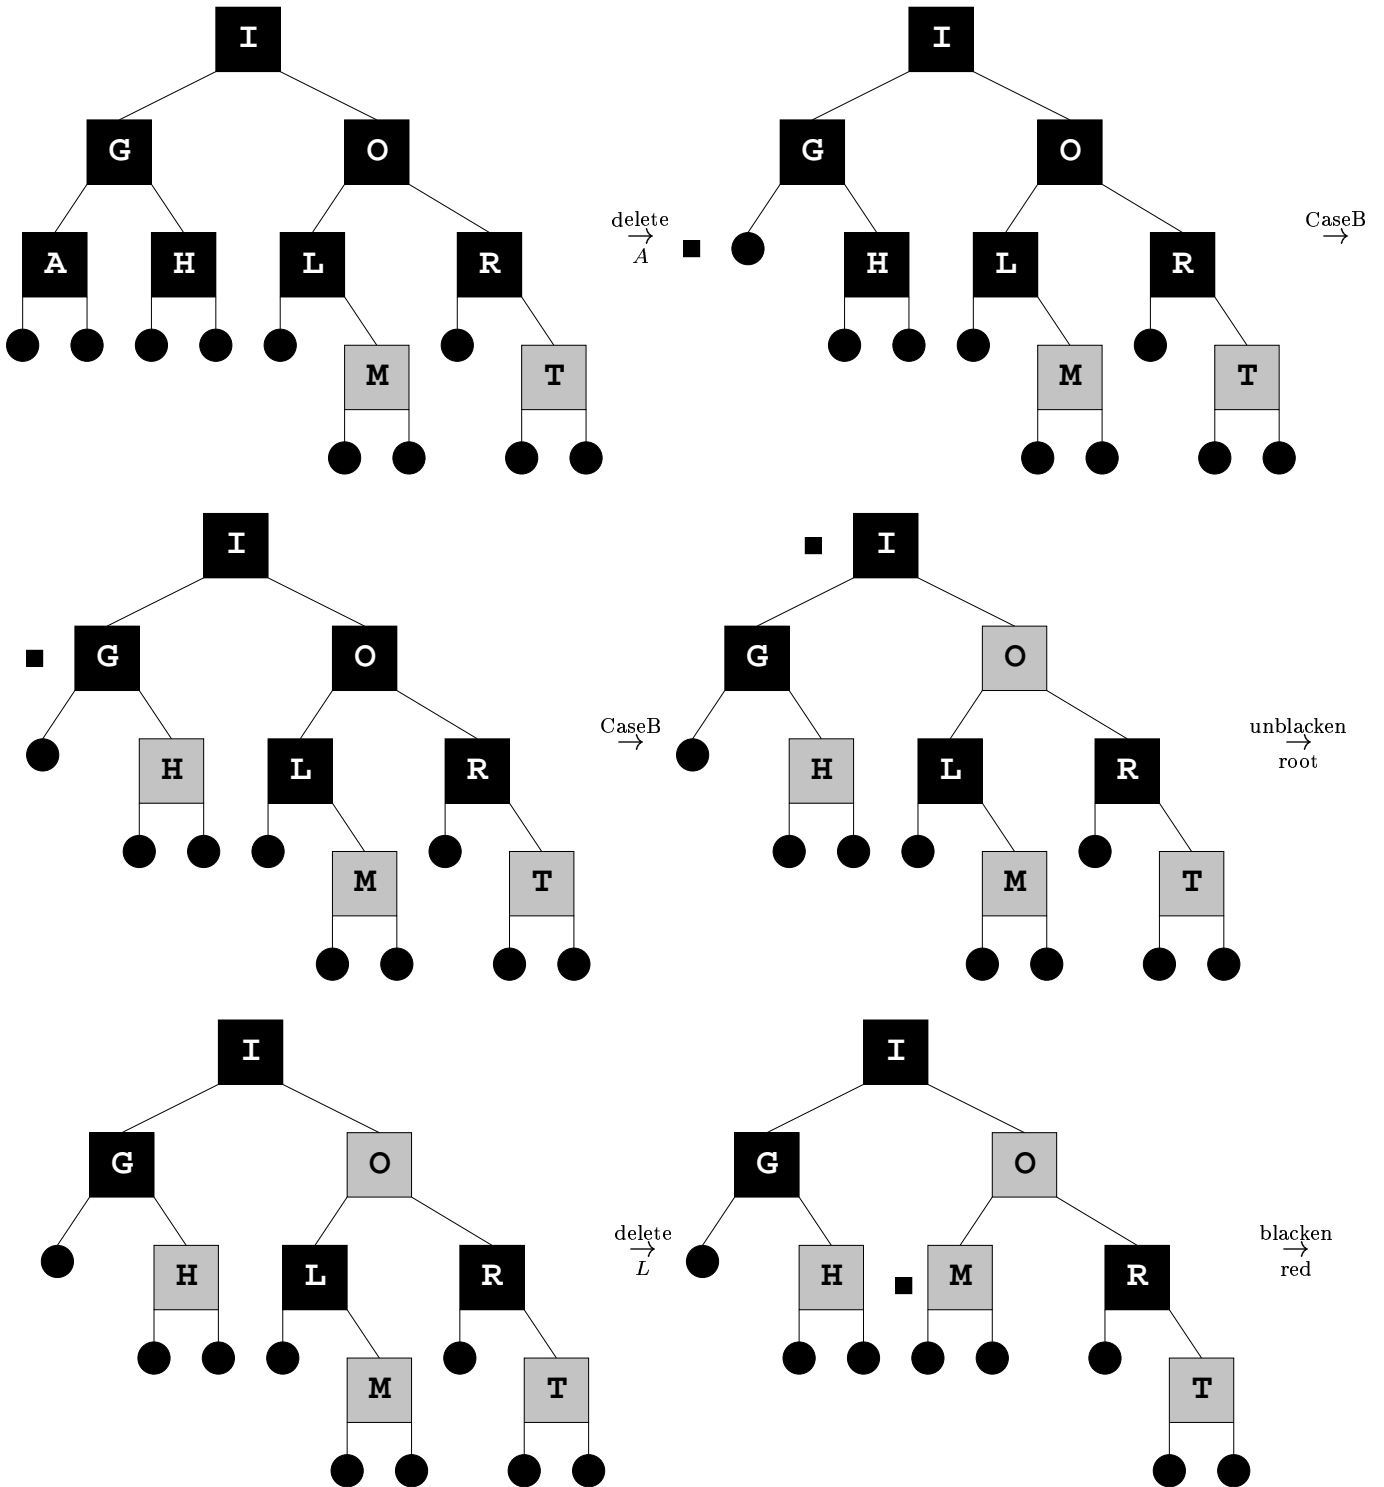 I I
G O G O
delete
→
A
CaseB
→
A H L R H L R
M T M T
I I
G O G O
CaseB
→
unblacken
→
root
H L R H L R
M T M T
I I
G O G O
delete
→
L
blacken
→
red
H L R H M R
M T T